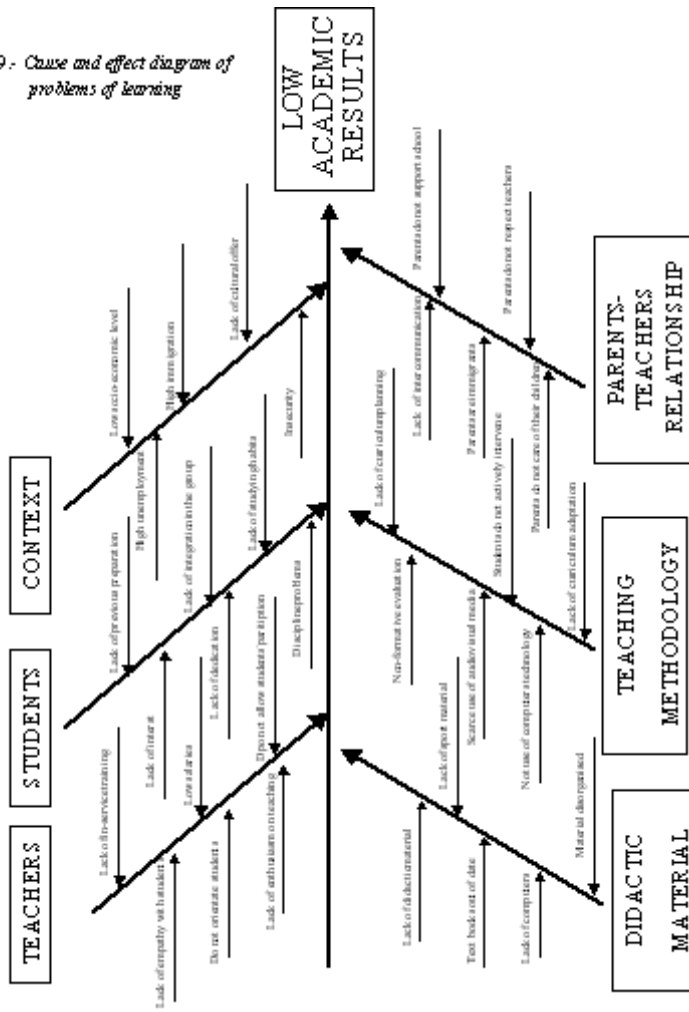 9 :- Cause and effect diagram of
problems of learning
LOW
ACADEMIC
RESULTS
CONTEXT
Low socio-economic level
High immigration
Lack of cultural offer
High unemployment
Insecurity
STUDENTS
Lack of previous preparation
Lack of integration in the group
Lack of studying habits
Lack of interest
Lack of dedication
Discipline problems
TEACHERS
Lack of in-service training
Low salaries
Do not allow students
Lack of empathy with students
Do not orientate students
Lack of enthusiasm on teaching
PARENTS-
TEACHERS
RELATIONSHIP
Parents do not support school
Parents do not respect teachers
Lack of inter communication
Parents are immigrants
Parents do not care of their children
TEACHING
METHODOLOGY
Lack of curriculum planning
Students do not actively intervene
Lack of curriculum adaptation
Non-formative evaluation
Scarce use of audiovisual media
Not use of computers technology
DIDACTIC
MATERIAL
Lack of sport material
Material disorganised
Lack of didactic material
Text books out of date
Lack of computers